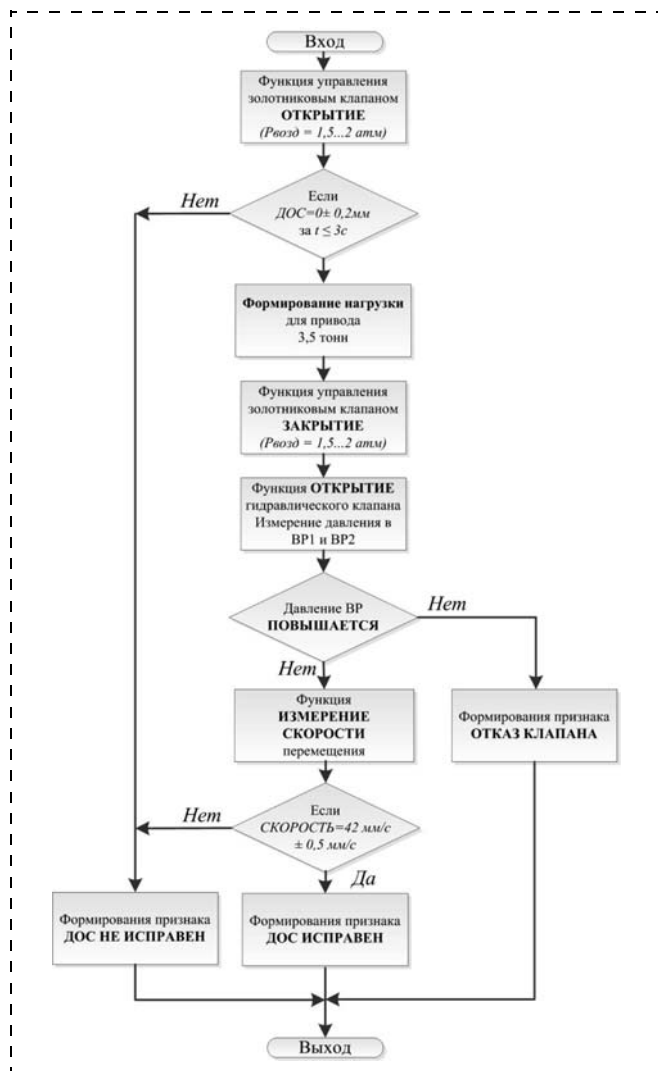 Вход
Функция управления
золотниковым клапаном
ОТКРЫТИЕ
(Рвозд = 1,5...2 атм)
Нет
Если
ДОС=0± 0,2мм
за t ≤ 3с
Формирование нагрузки
для привода
3,5 тонн
Функция управления
золотниковым клапаном
ЗАКРЫТИЕ
(Рвозд = 1,5...2 атм)
Функция ОТКРЫТИЕ
гидравлического клапана
Измерение давления в
ВР1 и ВР2
Давление ВР
ПОВЫШАЕТСЯ
Нет
Нет
Функция
ИЗМЕРЕНИЕ
СКОРОСТИ
перемещения
Формирования признака
ОТКАЗ КЛАПАНА
Нет
Если
СКОРОСТЬ=42 мм/с
± 0,5 мм/с
Да
Формирования признака
ДОС НЕ ИСПРАВЕН
Формирования признака
ДОС ИСПРАВЕН
Выход